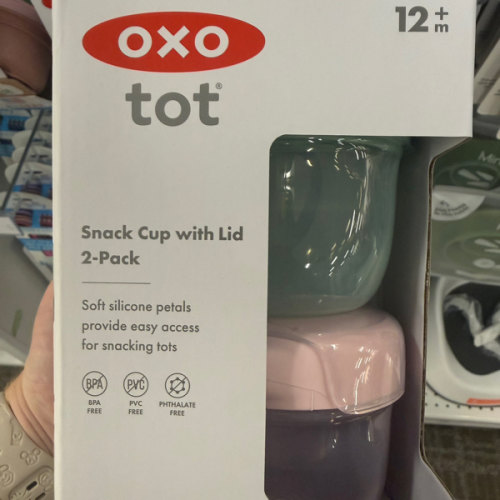 OXO
12+
m
tot®
Snack Cup with Lid
2-Pack
Soft silicone petals
provide easy access
for snacking tots
BPA PVC
BPA FREE
PVC FREE
PHTHALATE FREE